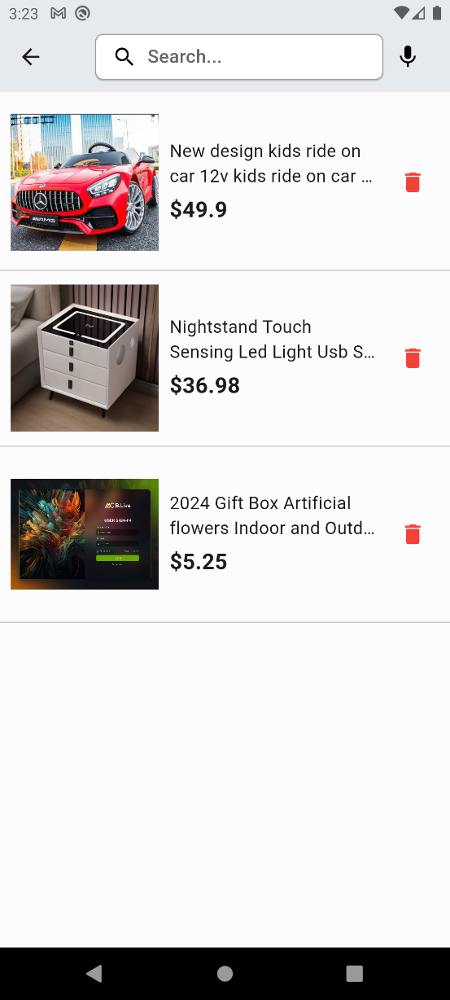 3:23
Search...
New design kids ride on
car 12v kids ride on car ...
$49.9
AMG
Nightstand Touch
Sensing Led Light Usb S...
$36.98
2024 Gift Box Artificial
flowers Indoor and Outd...
$5.25
B.Live
USER SIGN-IN